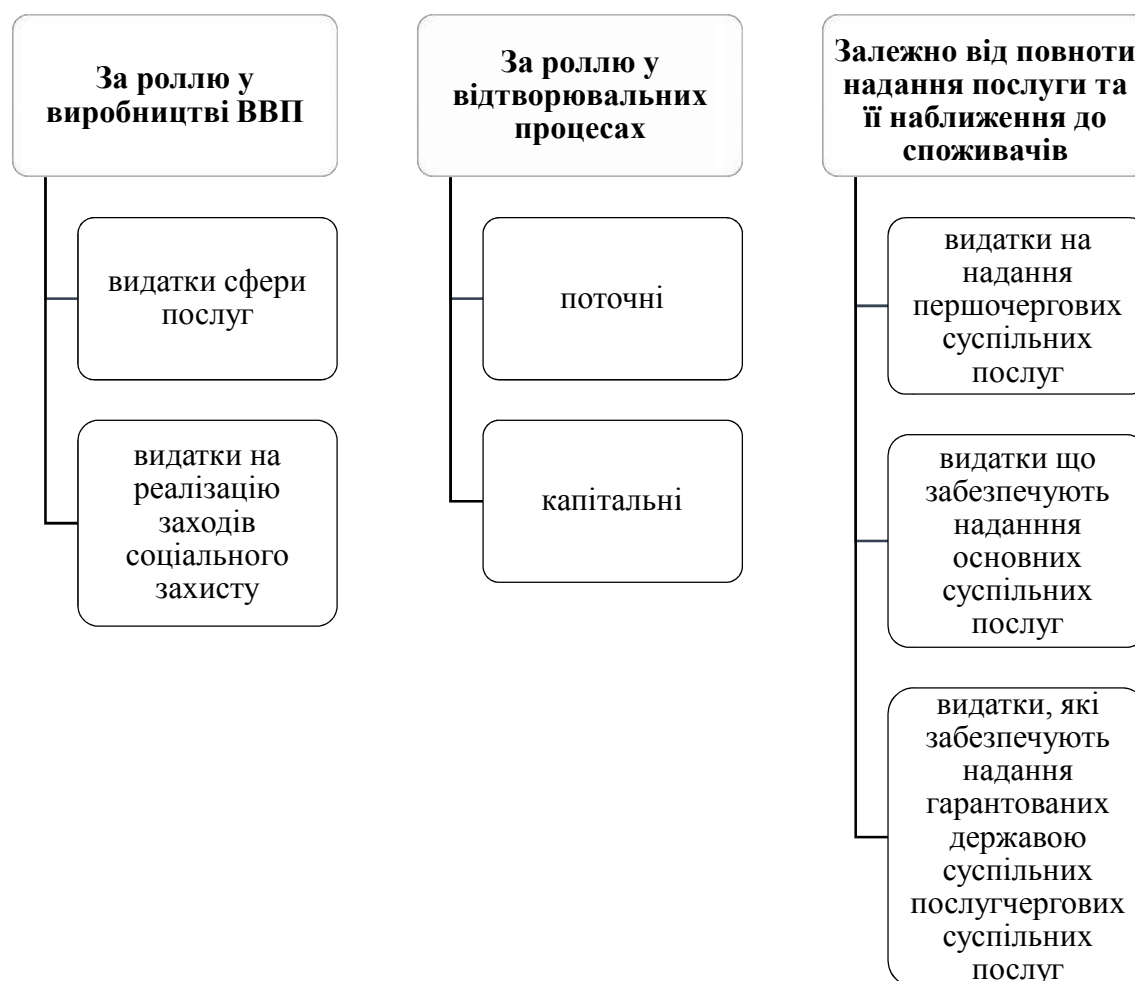 За роллю у
виробництві ВВП
видатки сфери
послуг
видатки на
реалізацію
заходів
соціального
захисту
За роллю у
відтворювальних
процесах
поточні
капітальні
Залежно від повноти
надання послуги та
її наближення до
споживачів
видатки на
надання
першочергових
суспільних
послуг
видатки що
забезпечують
наданння
основних
суспільних
послуг
видатки, які
забезпечують
надання
гарантованих
державою
суспільних
послугчергових
суспільних
послуг